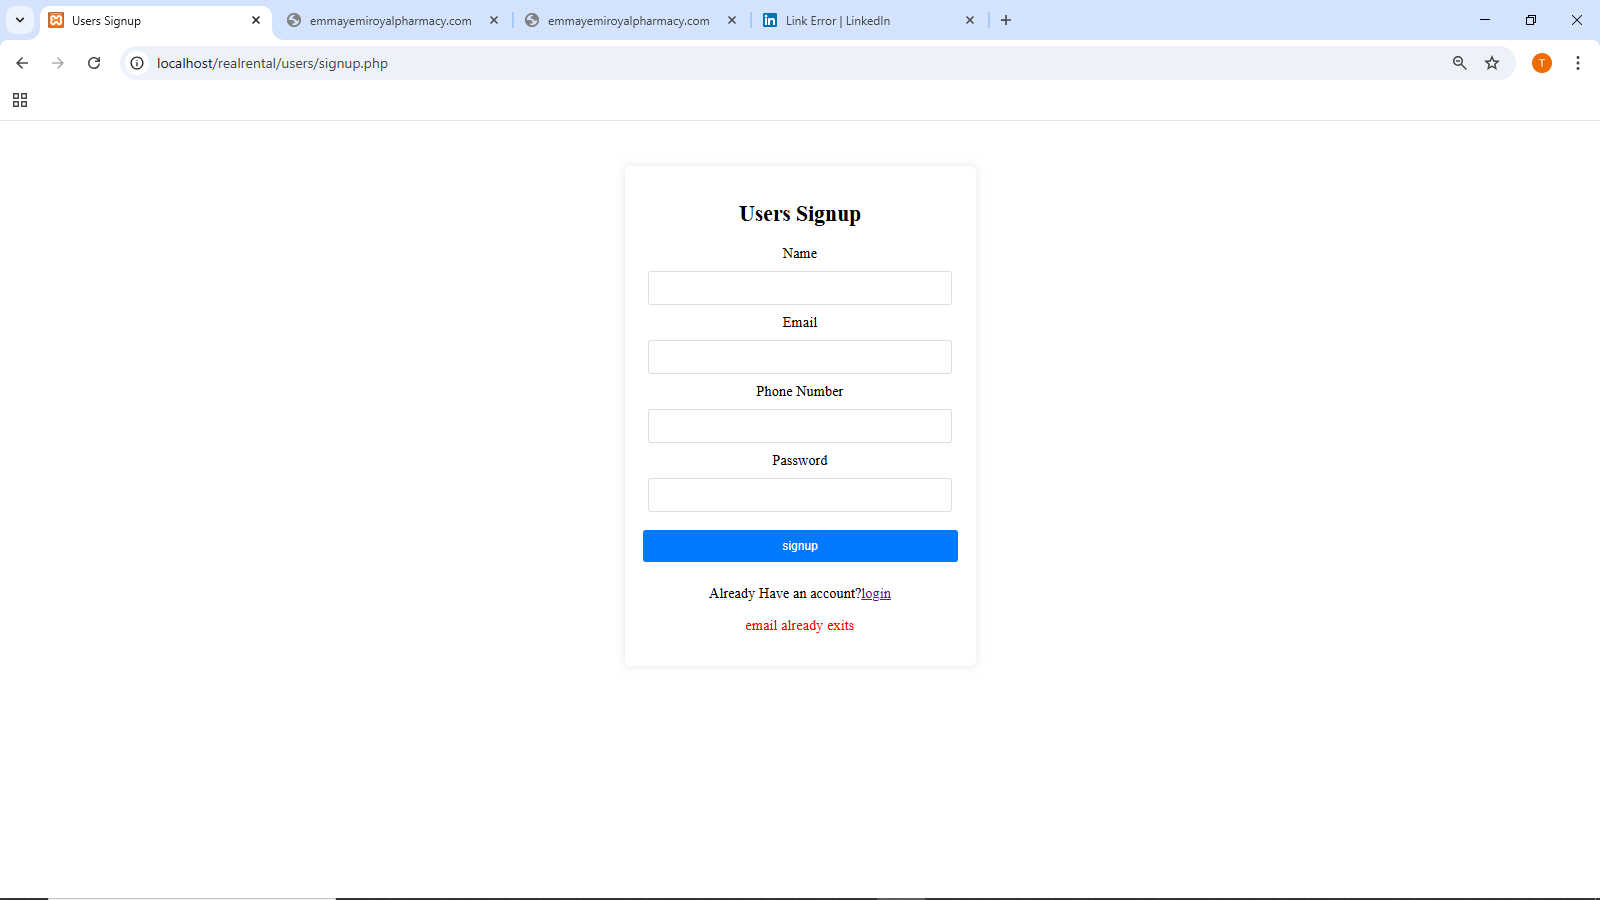 Users Signup
emmayemiroyalpharmacy.com
emmayemiroyalpharmacy.com
in
Link Error | LinkedIn
localhost/realrental/users/signup.php
T
Users Signup
Name
Email
Phone Number
Password
signup
Already Have an account?login
email already exits